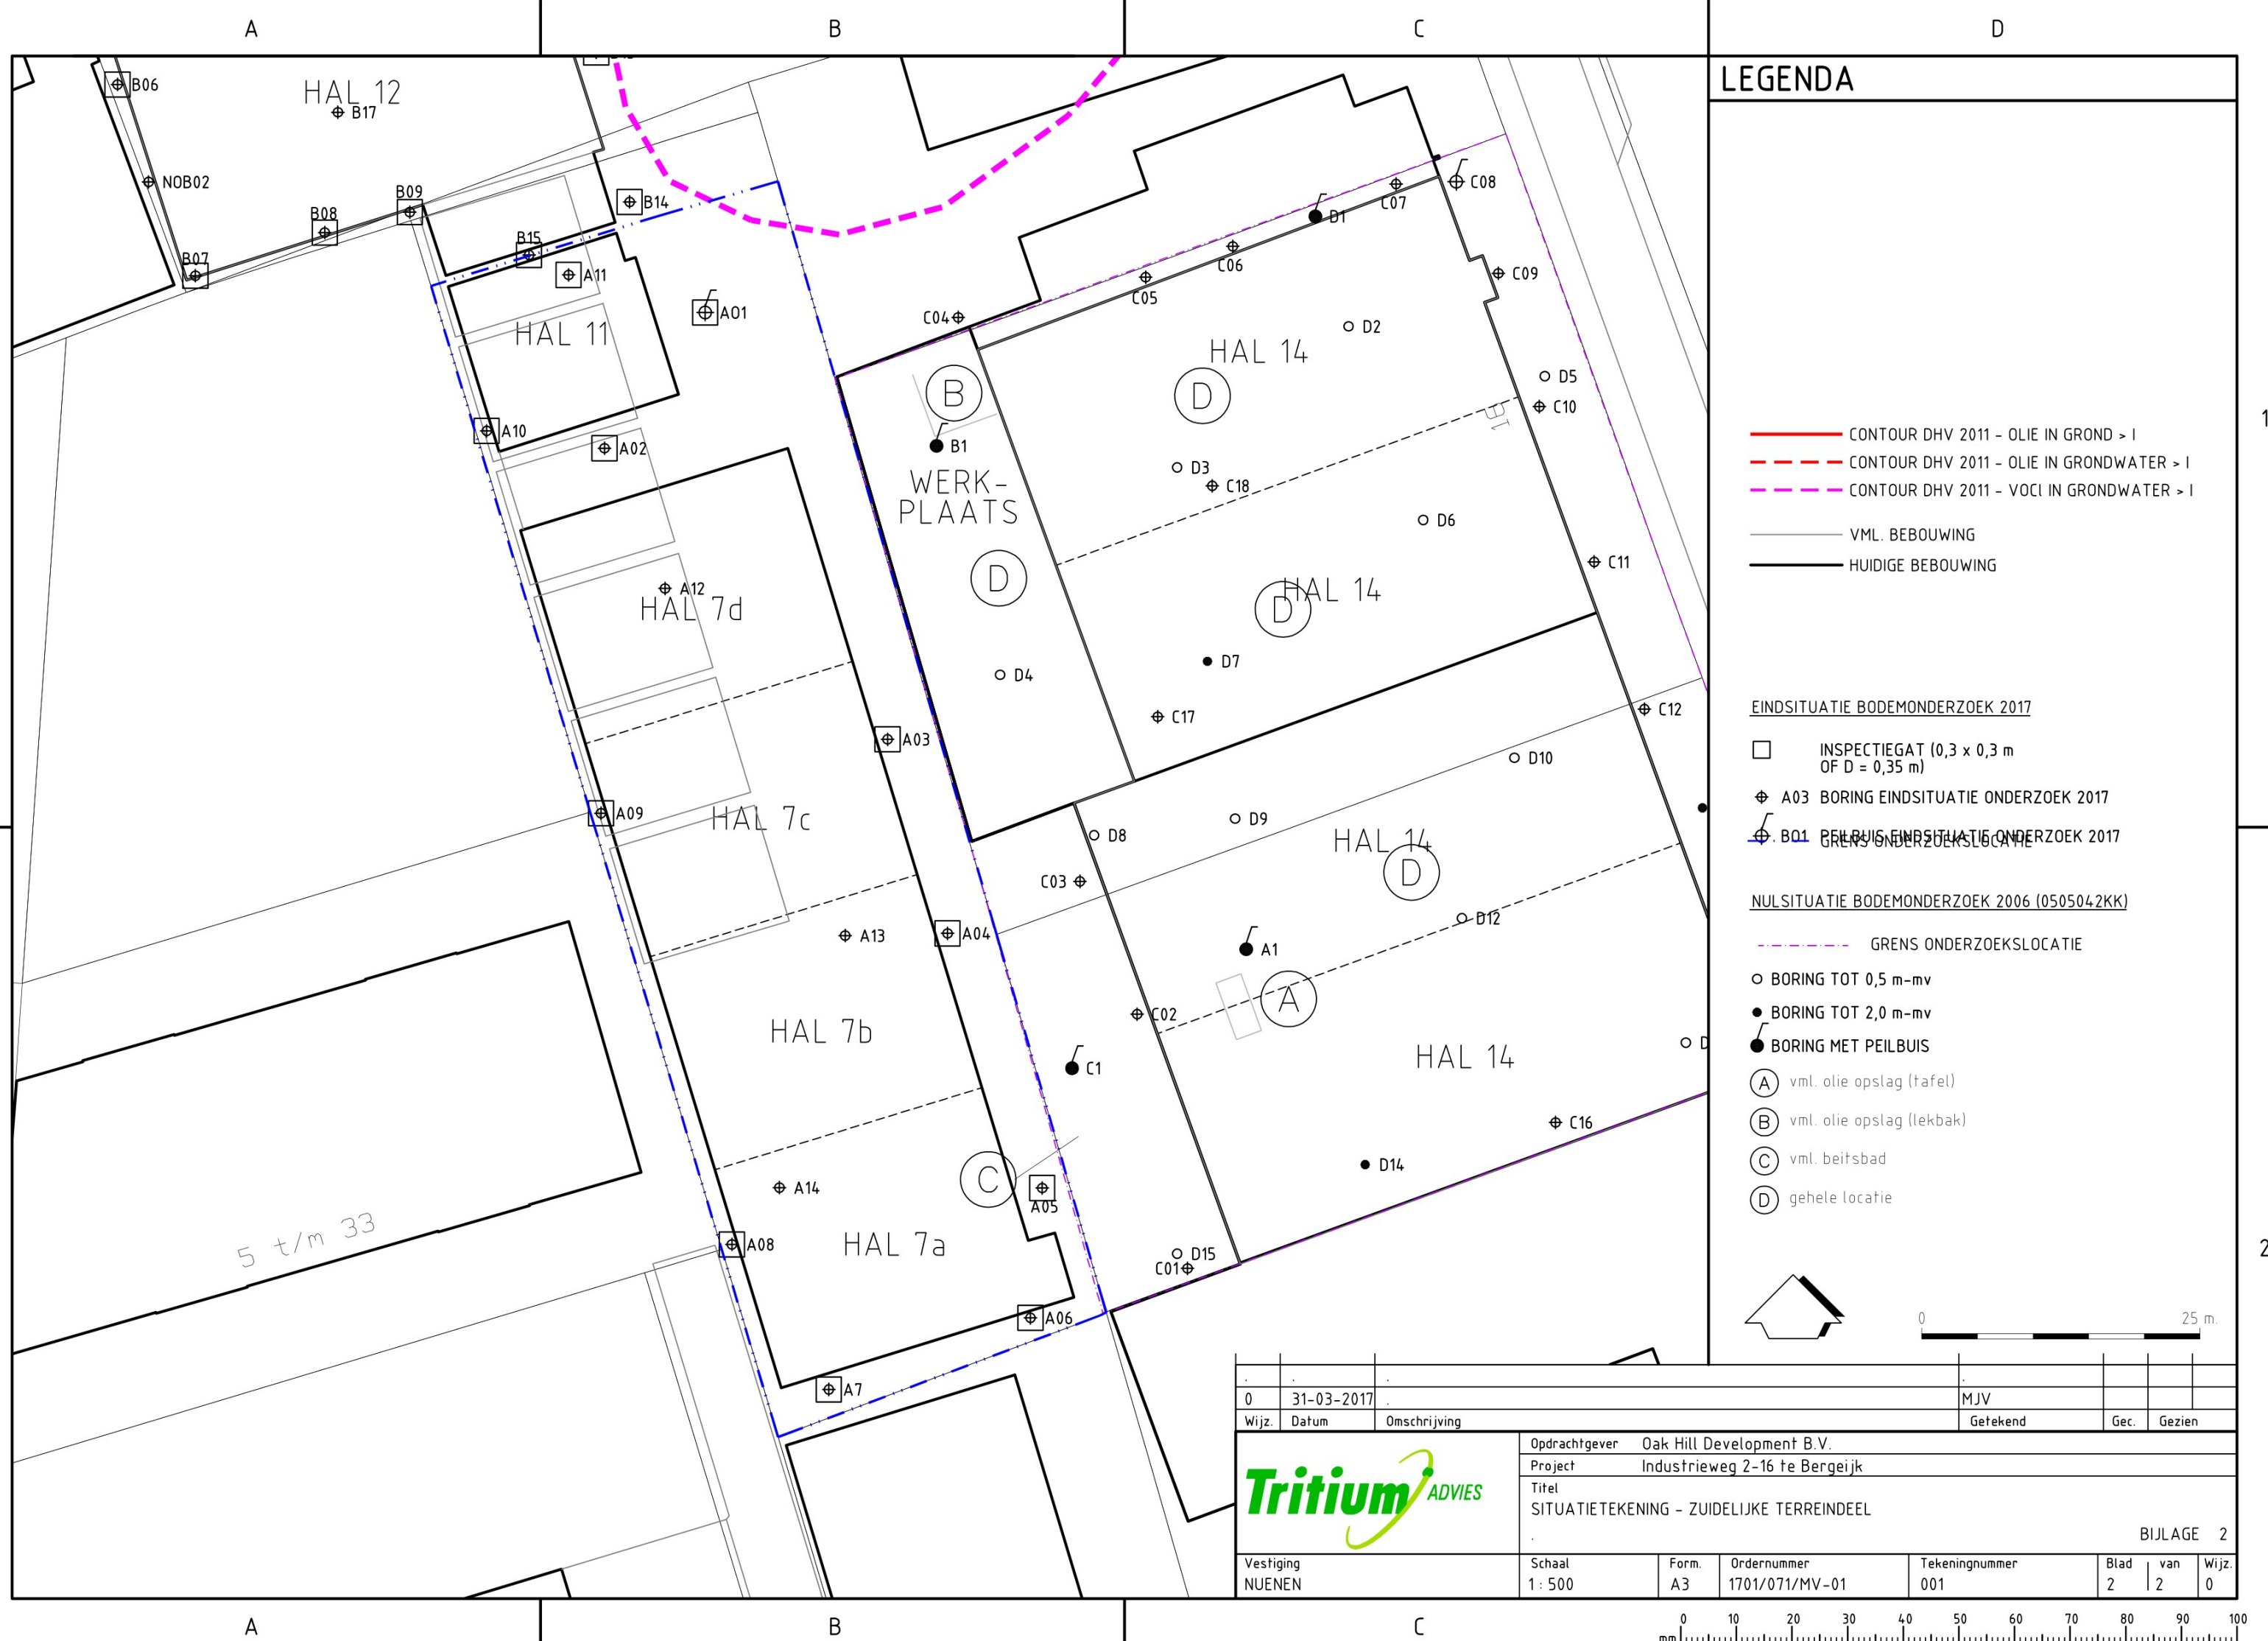 A
B
C
D
LEGENDA
B06
HAL 12
B17
NOB02
B09
B08
B07
B14
B15
A11
HAL 11
A01
A10
A02
C08
D1
C07
C06
C05
C04
C09
HAL 14
D2
D
D5
C10
B
B1
WERK-
PLAATS
D
D3
C18
D6
C11
HAL 14
D
A12
HAL 7d
D4
D7
C17
C12
A03
D10
A09
HAL 7c
D9
D8
HAL 14
D
C03
A13
A04
D12
A1
A
C02
HAL 7b
C1
HAL 14
D
C16
D14
A14
C
A05
A08
HAL 7a
D15
C01
A06
A7
5 t/m 33
1
2
CONTOUR DHV 2011 - OLIE IN GROND > I
CONTOUR DHV 2011 - OLIE IN GRONDWATER > I
CONTOUR DHV 2011 - VOCl IN GRONDWATER > I
VML. BEBOUWING
HUIDIGE BEBOUWING
EINDSITUATIE BODEMONDERZOEK 2017
INSPECTIEGAT (0,3 x 0,3 m
OF D = 0,35 m)
A03 BORING EINDSITUATIE ONDERZOEK 2017
B01 PEILBUIS EINDSITUATIE ONDERZOEK 2017
GRENS ONDERZOEKSLOCATIE
NULSITUATIE BODEMONDERZOEK 2006 (0505042KK)
GRENS ONDERZOEKSLOCATIE
BORING TOT 0,5 m-mv
BORING TOT 2,0 m-mv
BORING MET PEILBUIS
A vml. olie opslag (tafel)
B vml. olie opslag (lekbak)
C vml. beitsbad
D gehele locatie
0 25 m.
0 31-03-2017 . MJV
Wijz. Datum Omschrijving Getekend Gec. Gezien
Tritium ADVIES
Opdrachtgever Oak Hill Development B.V.
Project Industrieweg 2-16 te Bergeijk
Titel
SITUATIETEKENING - ZUIDELIJKE TERREINDEEL
BIJLAGE 2
Vestiging
NUENEN
Schaal
1 : 500
Form.
A3
Ordernummer
1701/071/MV-01
Tekeningnummer
001
Blad van Wijz.
2 2 0
A
B
C
0 10 20 30 40 50 60 70 80 90 100
mm